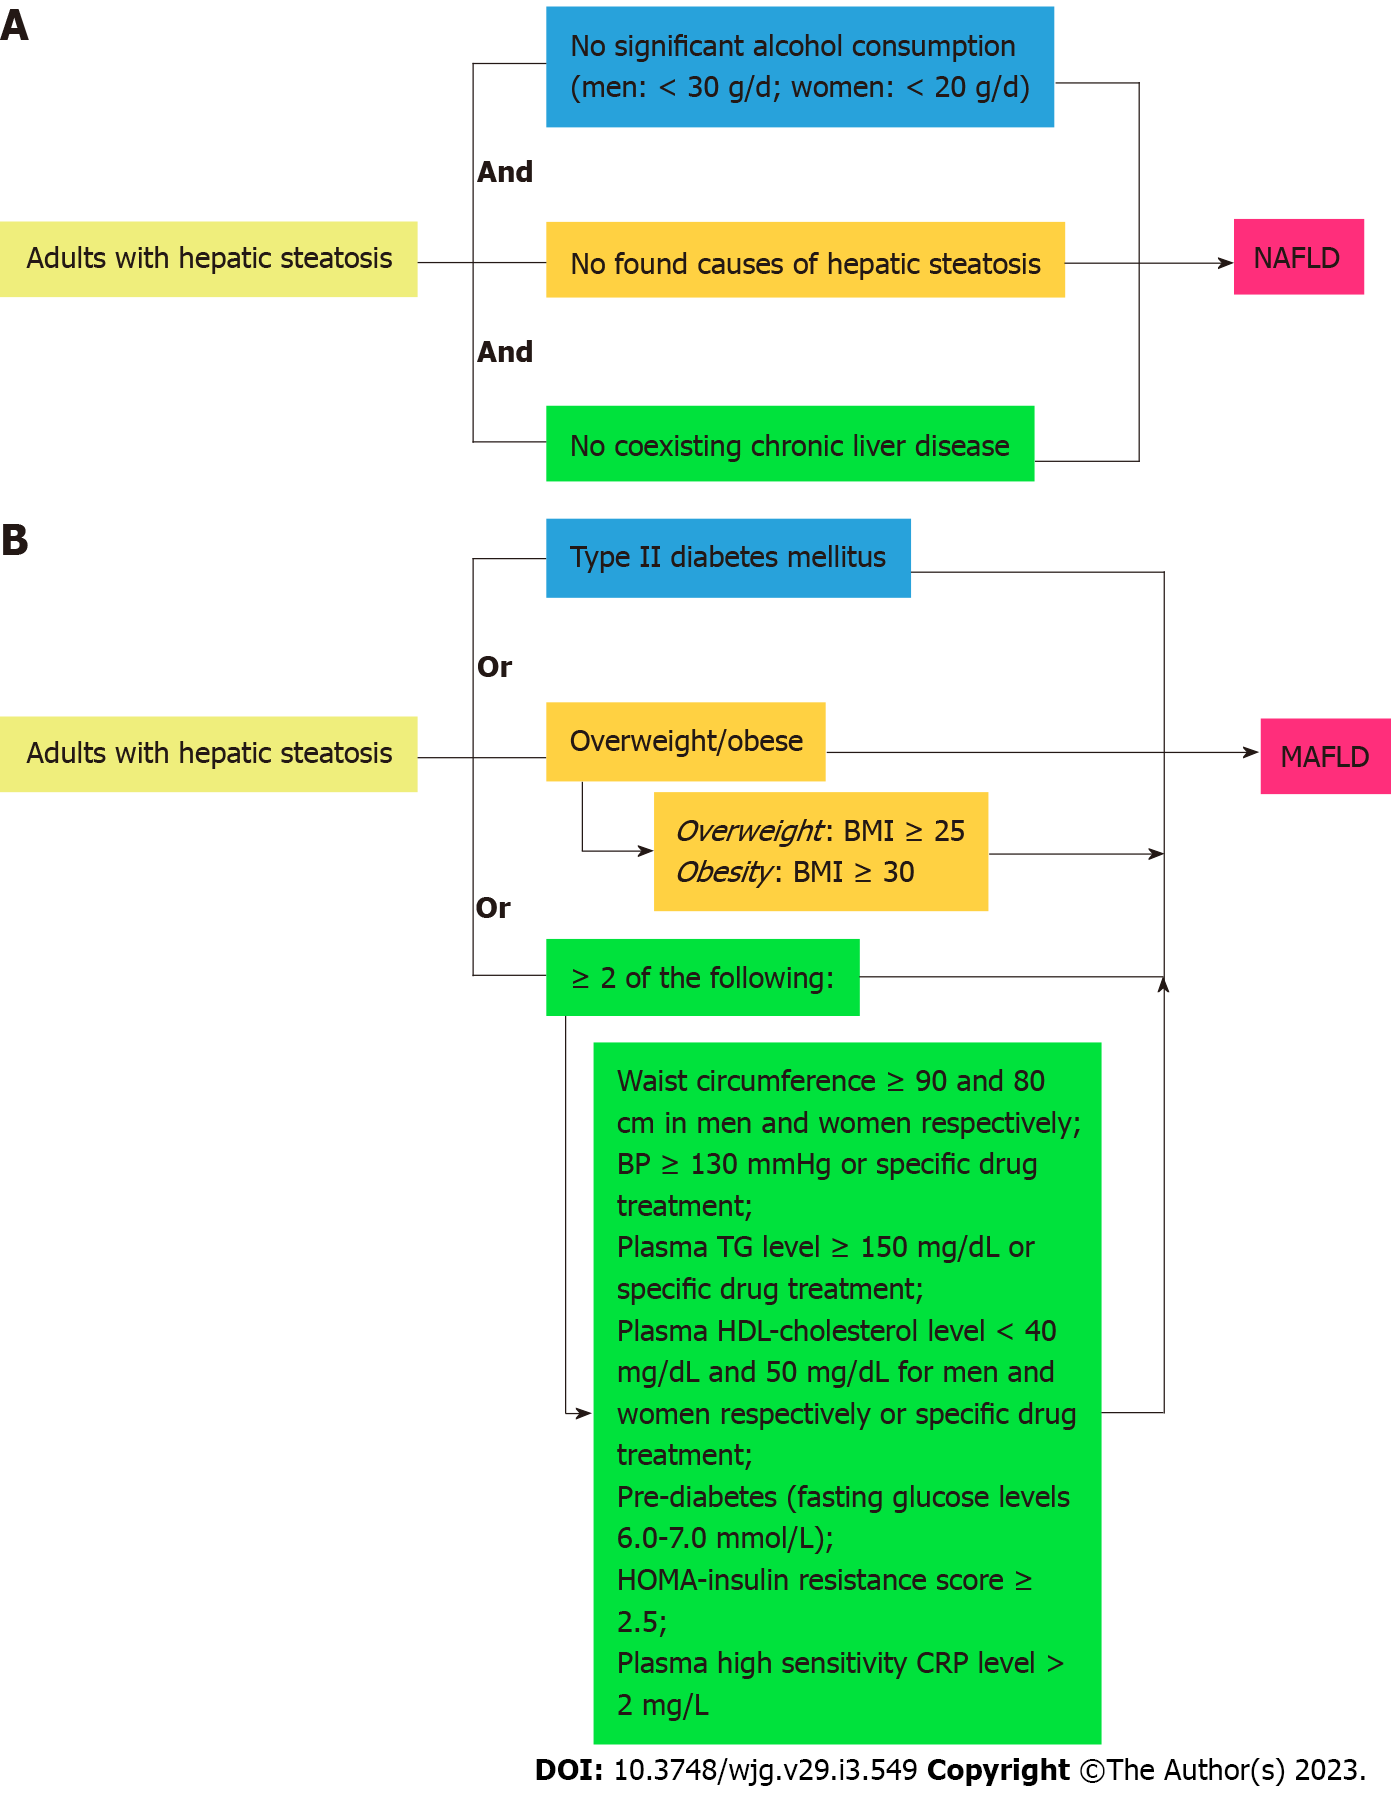 A
No significant alcohol consumption
(men: < 30 g/d; women: < 20 g/d)
And
Adults with hepatic steatosis
No found causes of hepatic steatosis
NAFLD
And
No coexisting chronic liver disease
B
Type II diabetes mellitus
Or
Adults with hepatic steatosis
Overweight/obese
MAFLD
Overweight: BMI ≥ 25
Obesity: BMI ≥ 30
Or
≥ 2 of the following:
Waist circumference ≥ 90 and 80
cm in men and women respectively;
BP ≥ 130 mmHg or specific drug
treatment;
Plasma TG level ≥ 150 mg/dL or
specific drug treatment;
Plasma HDL-cholesterol level < 40
mg/dL and 50 mg/dL for men and
women respectively or specific drug
treatment;
Pre-diabetes (fasting glucose levels
6.0-7.0 mmol/L);
HOMA-insulin resistance score ≥
2.5;
Plasma high sensitivity CRP level >
2 mg/L
DOI: 10.3748/wjg.v29.i3.549 Copyright ©The Author(s) 2023.